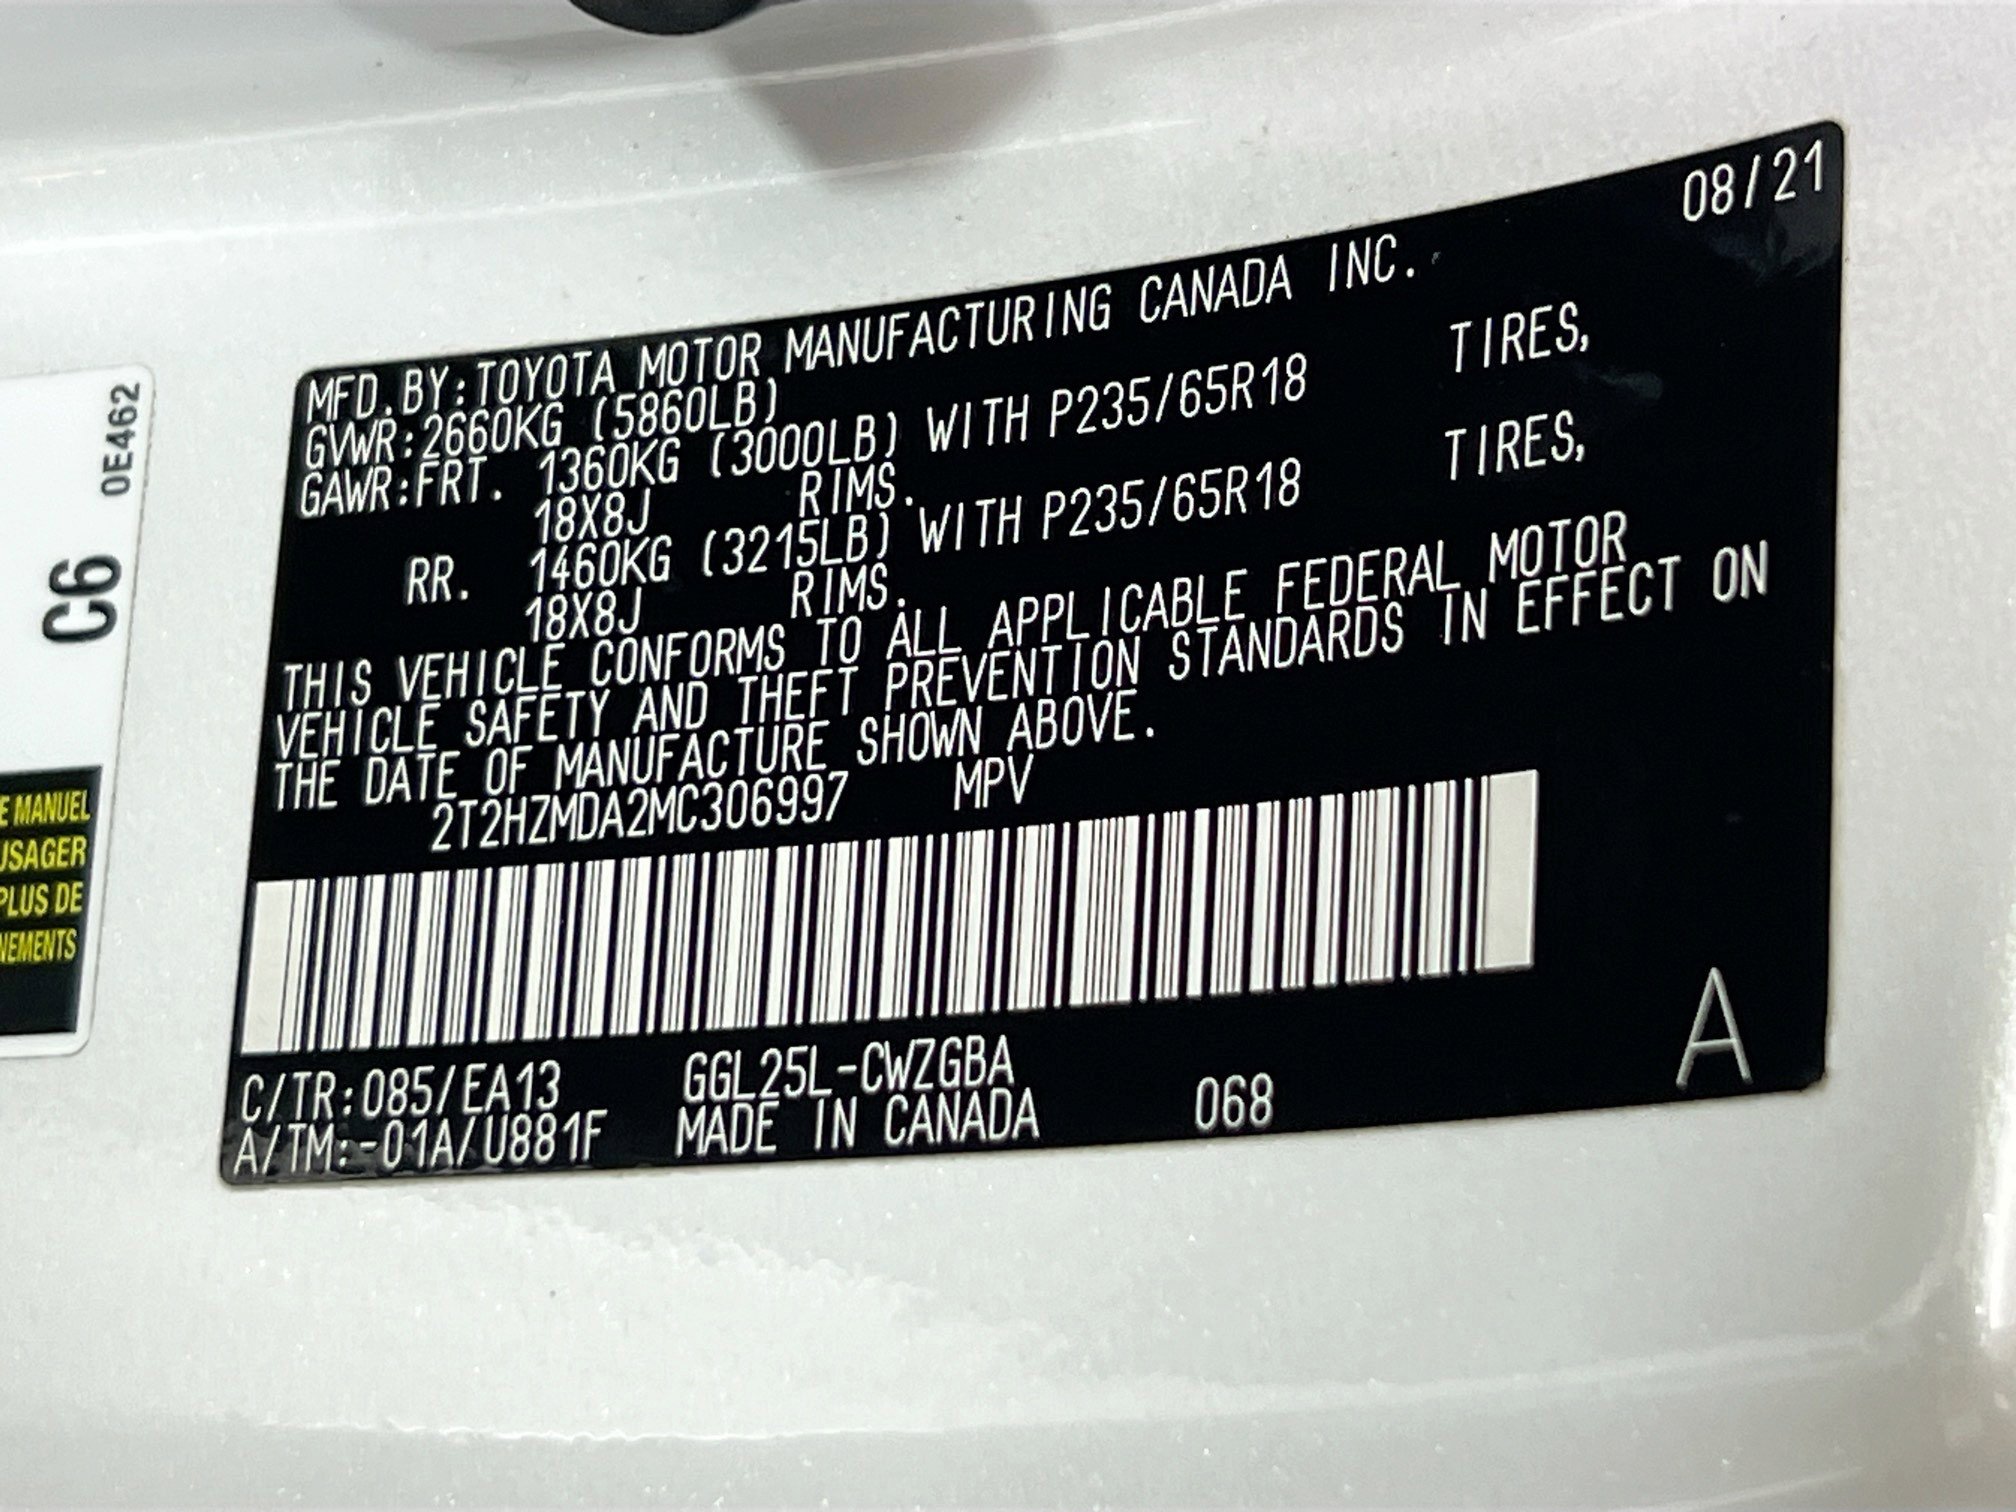 08/21
MFD.BY:TOYOTA MOTOR MANUFACTURING CANADA INC.
GVWR:2660KG (5860LB)
GAWR:FRT. 1360KG (3000LB) WITH P235/65R18 TIRES,
18X8J RIMS.
RR. 1460KG (3215LB) WITH P235/65R18 TIRES,
18X8J RIMS.
THIS VEHICLE CONFORMS TO ALL APPLICABLE FEDERAL MOTOR
VEHICLE SAFETY AND THEFT PREVENTION STANDARDS IN EFFECT ON
THE DATE OF MANUFACTURE SHOWN ABOVE.
2T2HZMDA2MC306997 MPV
C/TR:085/EA13 GGL25L-CWZGBA
A/TM:-01A/U881F MADE IN CANADA 068
A
0E462
C6
E MANUEL
USAGER
PLUS DE
NEMENTS